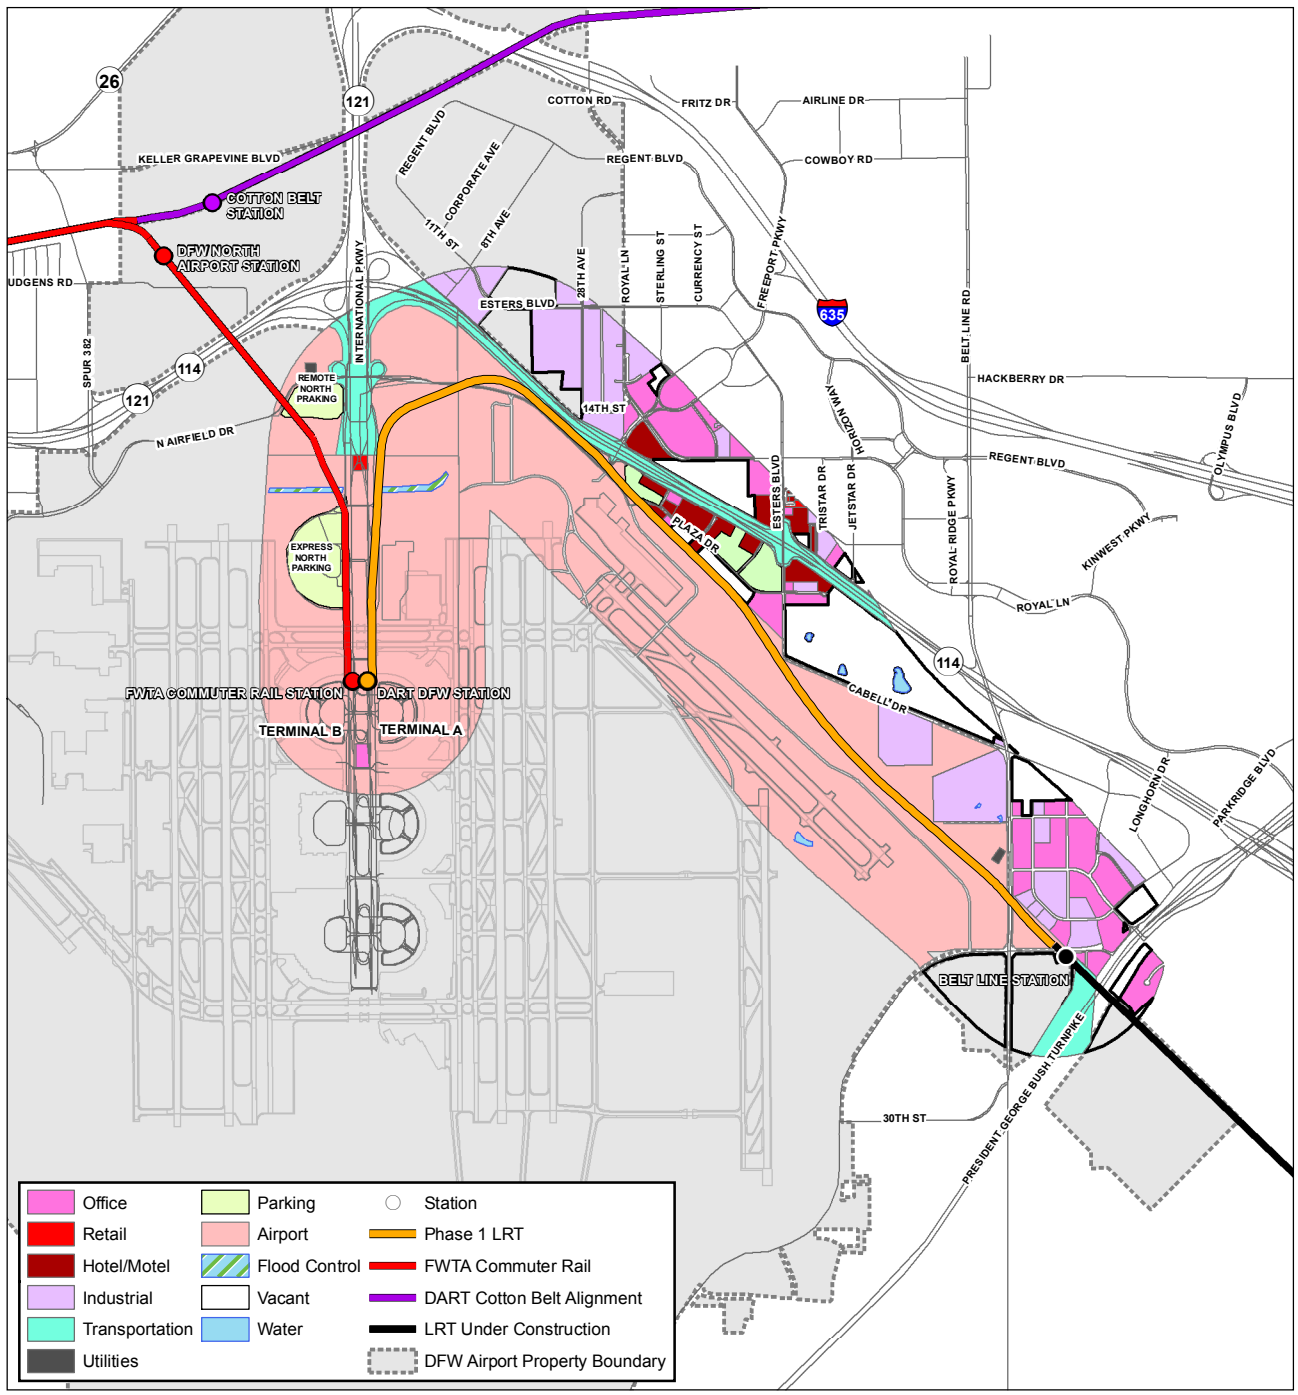 26
121
COTTON RD
FRITZ DR
AIRLINE DR
REGENT BLVD
CORPORATE AVE
KELLER GRAPEVINE BLVD
REGENT BLVD
COWBOY RD
COTTON BELT
STATION
11TH ST
8TH AVE
DFW NORTH
AIRPORT STATION
INTERNATIONAL PKWY
28TH AVE
ROYAL LN
STERLING ST
CURRENCY ST
FREEPORT PKWY
UDGENS RD
ESTERS BLVD
635
BELT LINE RD
SPUR 382
114
121
REMOTE
NORTH
PRAKING
HACKBERRY DR
14TH ST
HORIZON WAY
OLYMPUS BLVD
N AIRFIELD DR
REGENT BLVD
ESTERS BLVD
TRISTAR DR
JETSTAR DR
ROYAL RIDGE PKWY
PLAZA DR
KINWEST PKWY
EXPRESS
NORTH
PARKING
ROYAL LN
114
FWTA COMMUTER RAIL STATION
DART DFW STATION
CABELL DR
TERMINAL B
TERMINAL A
LONGHORN DR
PARKRIDGE BLVD
BELT LINE STATION
PRESIDENT GEORGE BUSH TURNPIKE
30TH ST
Office
Retail
Hotel/Motel
Industrial
Transportation
Utilities
Parking
Airport
Flood Control
Vacant
Water
Station
Phase 1 LRT
FWTA Commuter Rail
DART Cotton Belt Alignment
LRT Under Construction
DFW Airport Property Boundary